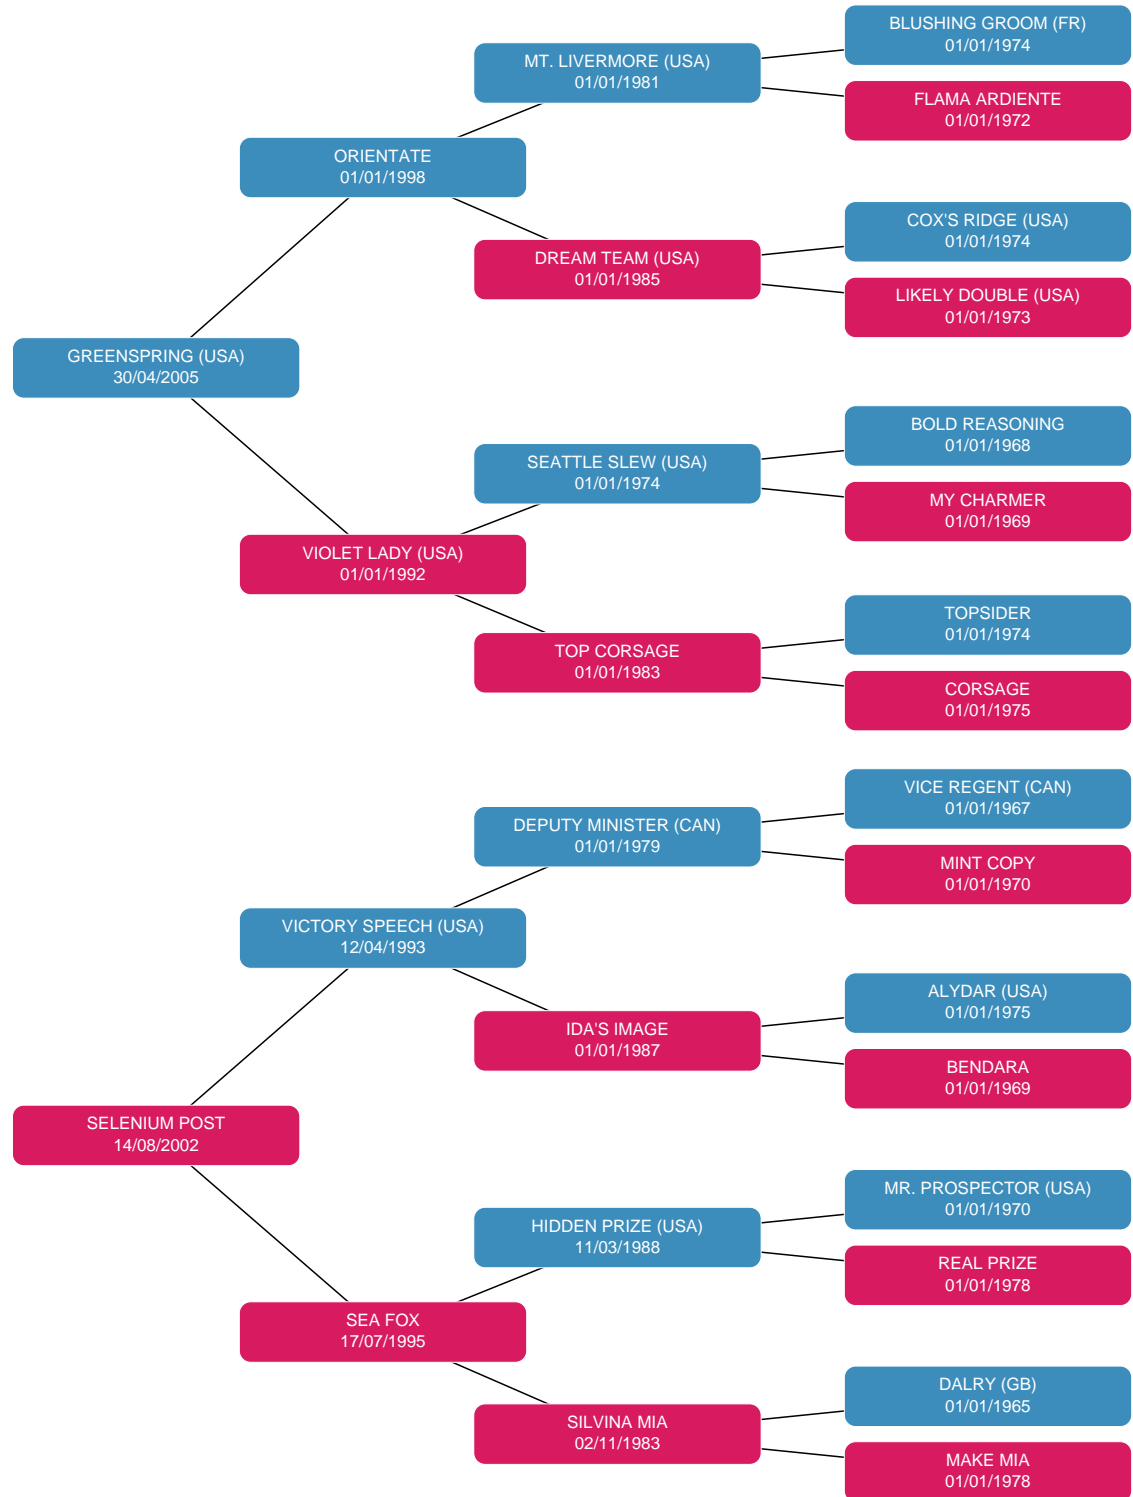 BLUSHING GROOM (FR)
01/01/1974
MT. LIVERMORE (USA)
01/01/1981
FLAMA ARDIENTE
01/01/1972
ORIENTATE
01/01/1998
COX'S RIDGE (USA)
01/01/1974
DREAM TEAM (USA)
01/01/1985
LIKELY DOUBLE (USA)
01/01/1973
GREENSPRING (USA)
30/04/2005
BOLD REASONING
01/01/1968
SEATTLE SLEW (USA)
01/01/1974
MY CHARMER
01/01/1969
VIOLET LADY (USA)
01/01/1992
TOPSIDER
01/01/1974
TOP CORSAGE
01/01/1983
CORSAGE
01/01/1975
VICE REGENT (CAN)
01/01/1967
DEPUTY MINISTER (CAN)
01/01/1979
MINT COPY
01/01/1970
VICTORY SPEECH (USA)
12/04/1993
ALYDAR (USA)
01/01/1975
IDA'S IMAGE
01/01/1987
BENDARA
01/01/1969
SELENIUM POST
14/08/2002
MR. PROSPECTOR (USA)
01/01/1970
HIDDEN PRIZE (USA)
11/03/1988
REAL PRIZE
01/01/1978
SEA FOX
17/07/1995
DALRY (GB)
01/01/1965
SILVINA MIA
02/11/1983
MAKE MIA
01/01/1978